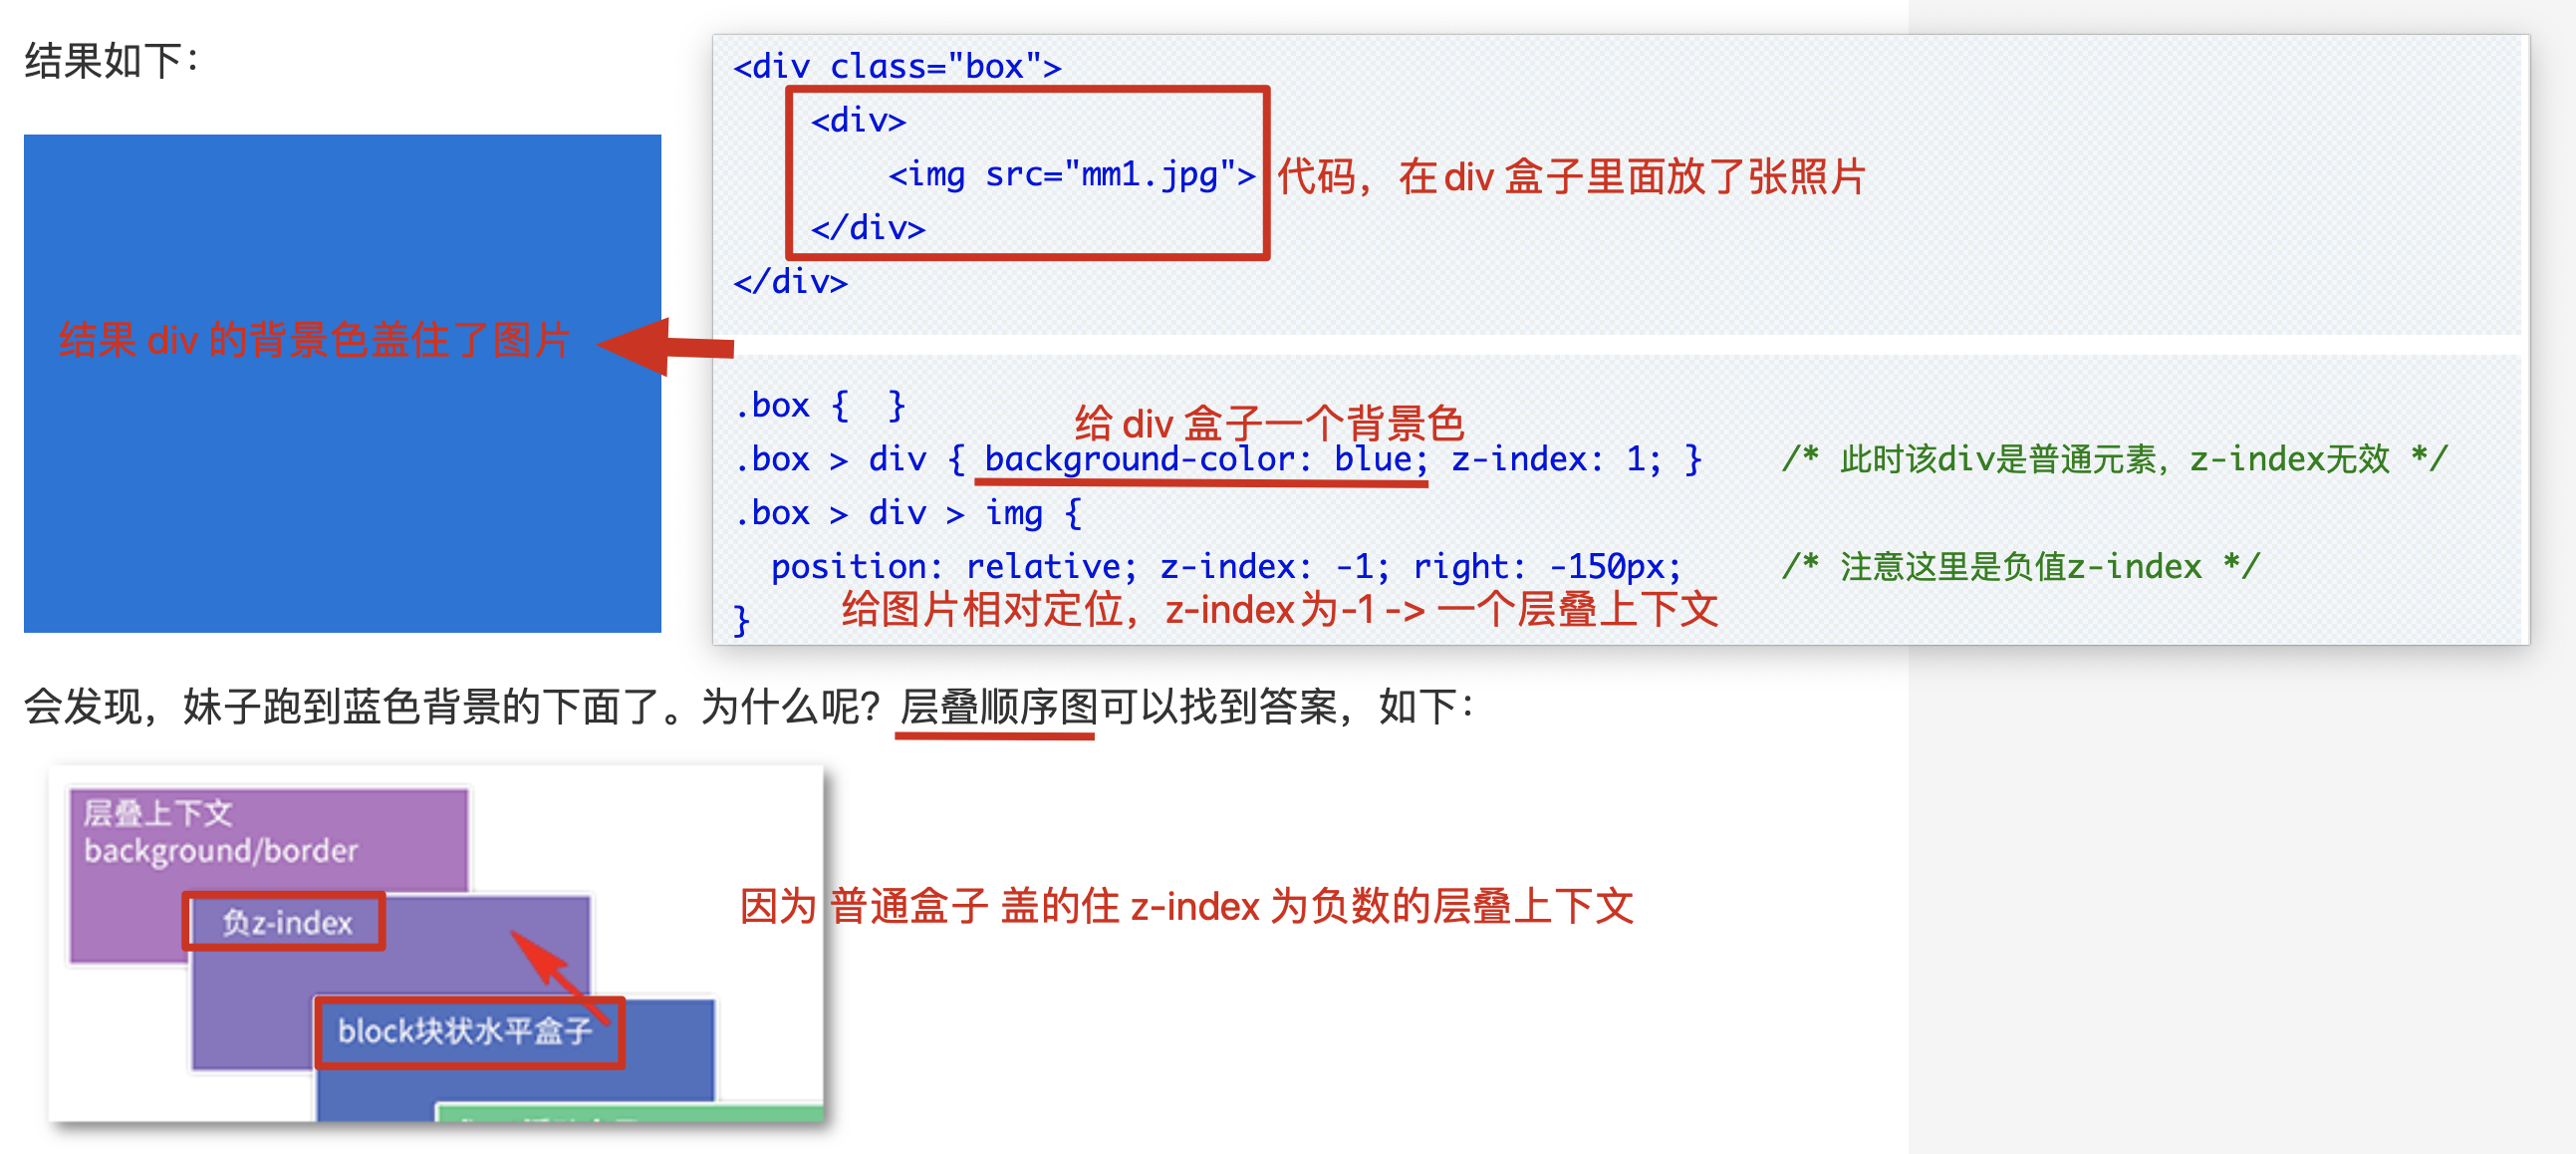 结果如下：
结果 div 的背景色盖住了图片
<div class="box">
<div>
<img src="mm1.jpg">
代码，在 div 盒子里面放了张照片
</div>
</div>
.box {  }
给 div 盒子一个背景色
.box > div { background-color: blue; z-index: 1; }    /* 此时该div是普通元素，z-index无效 */
.box > div > img {
position: relative; z-index: -1; right: -150px;    /* 注意这里是负值z-index */
给图片相对定位，z-index 为-1 -> 一个层叠上下文
}
会发现，妹子跑到蓝色背景的下面了。为什么呢？层叠顺序图可以找到答案，如下：
层叠上下文
background/border
负z-index
因为 普通盒子 盖的住 z-index 为负数的层叠上下文
block块状水平盒子